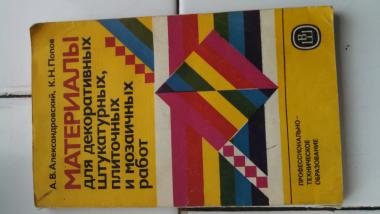 А.В.Александровский, К.Н.Попов
МАТЕРИАЛЫ
для декоративных
штукатурных,
плиточных
и мозаичных
работ
ПРОФЕССИОНАЛЬНО-
ТЕХНИЧЕСКОЕ
ОБРАЗОВАНИЕ